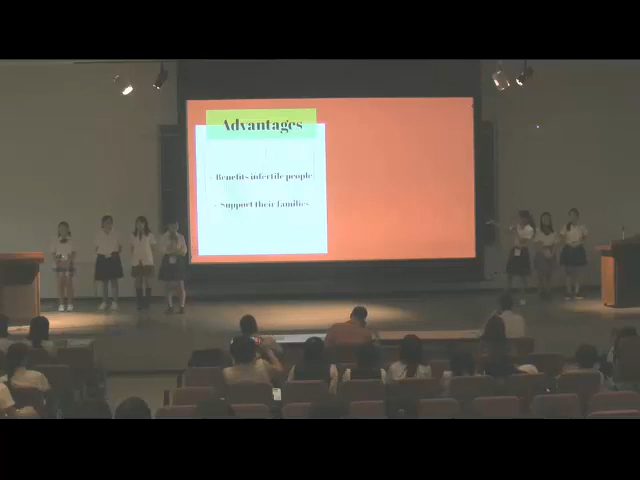 Advantages
· Benefits infertile people
· Support their families